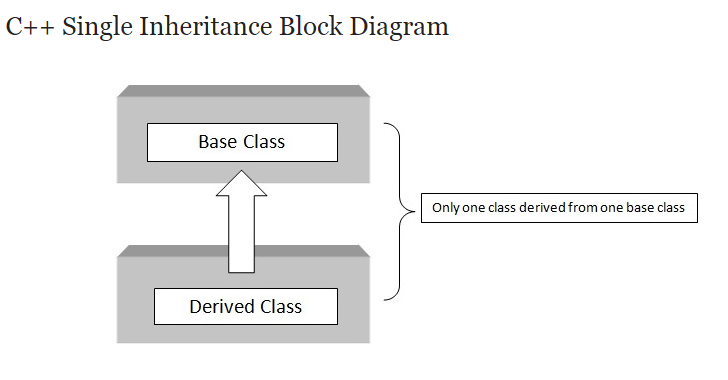 C++ Single Inheritance Block Diagram
Base Class
Only one class derived from one base class
Derived Class